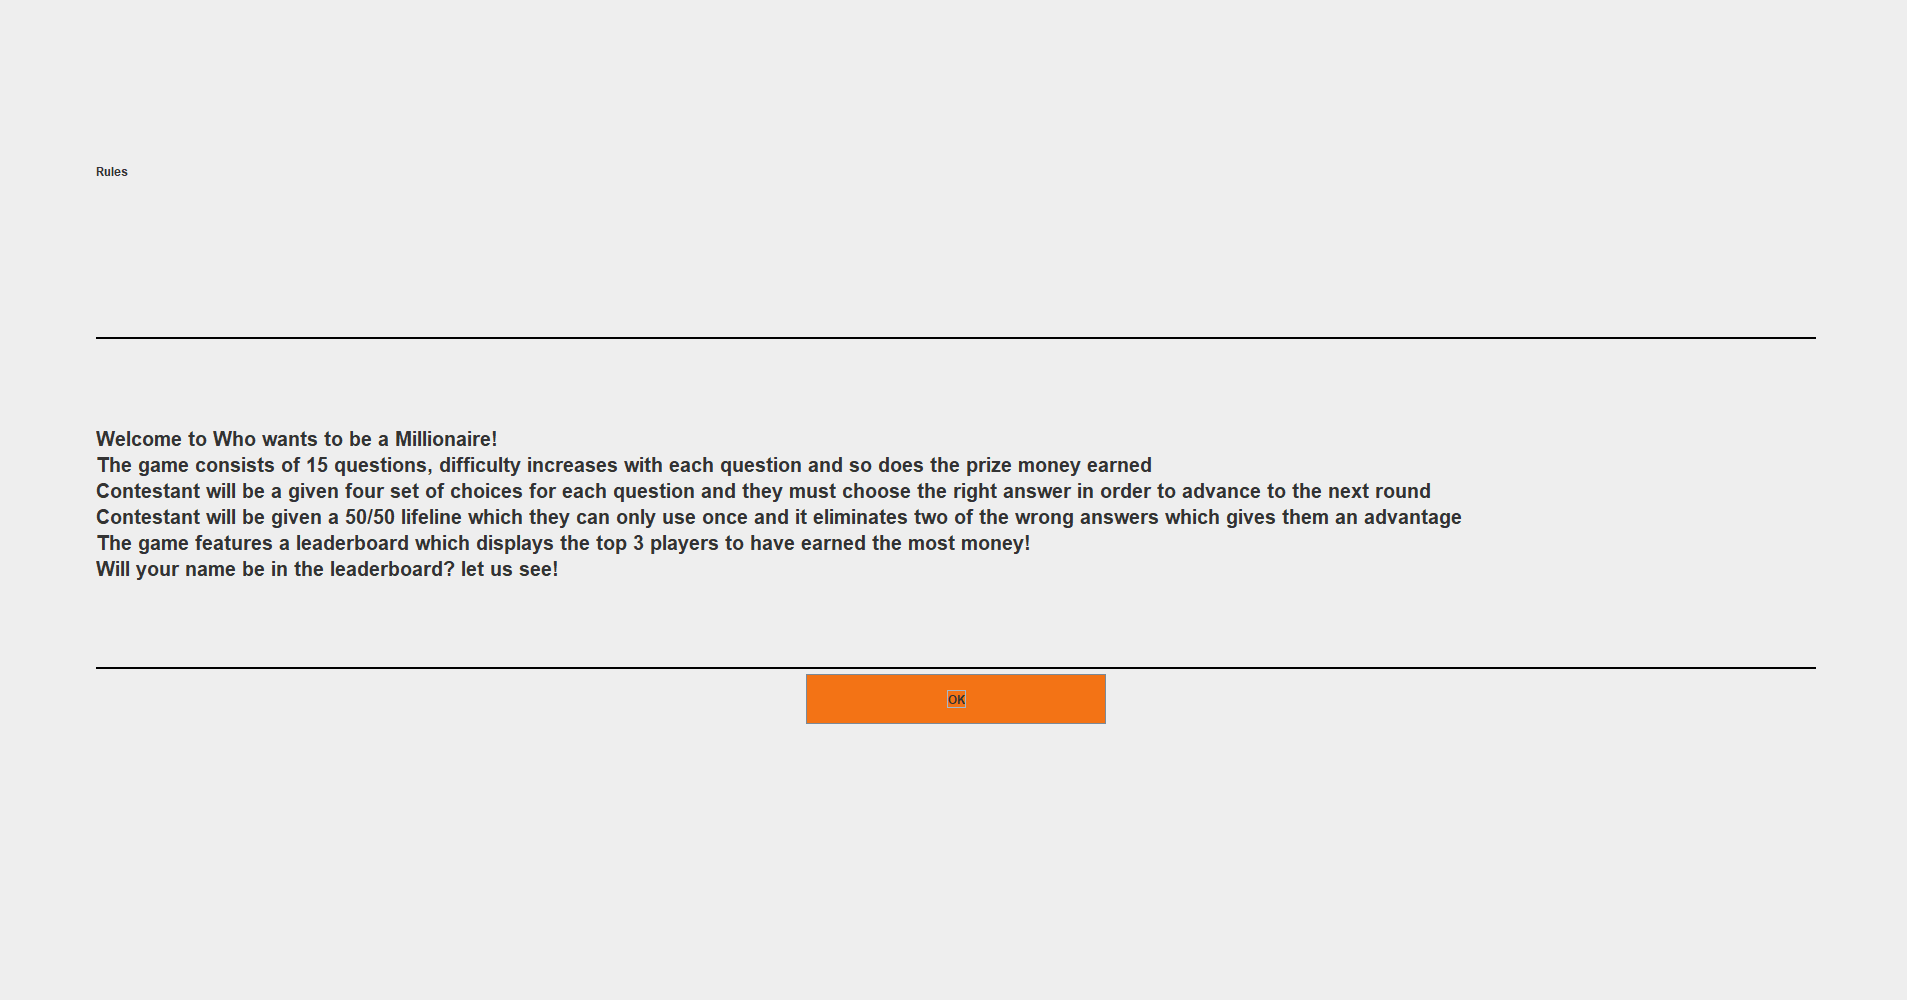 Rules
Welcome to Who wants to be a Millionaire!
The game consists of 15 questions, difficulty increases with each question and so does the prize money earned
Contestant will be a given four set of choices for each question and they must choose the right answer in order to advance to the next round
Contestant will be given a 50/50 lifeline which they can only use once and it eliminates two of the wrong answers which gives them an advantage
The game features a leaderboard which displays the top 3 players to have earned the most money!
Will your name be in the leaderboard? let us see!
OK